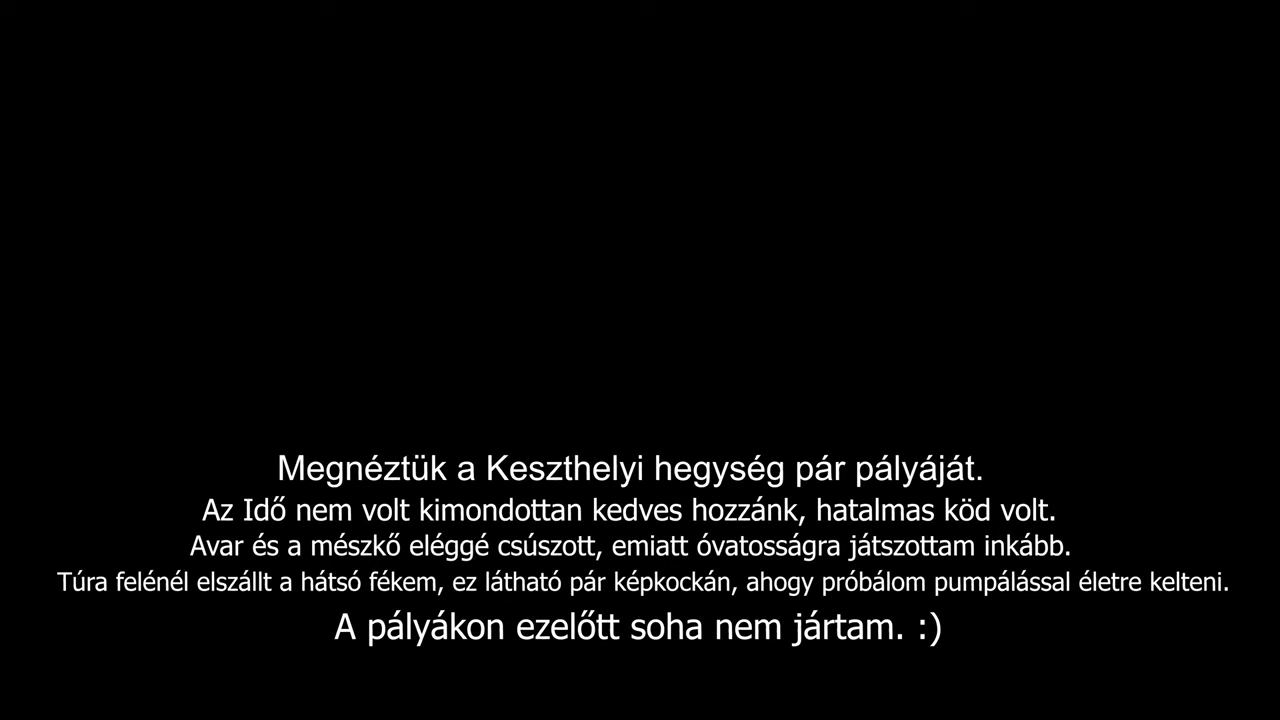 Megnéztük a Keszthelyi hegység pár pályáját.
Az Idő nem volt kimondottan kedves hozzánk, hatalmas köd volt.
Avar és a mészkő eléggé csúszott, emiatt óvatosságra játszottam inkább.
Túra felénél elszállt a hátsó fékem, ez látható pár képkockán, ahogy próbálom pumpálással életre kelteni.
A pályákon ezelőtt soha nem jártam. :)